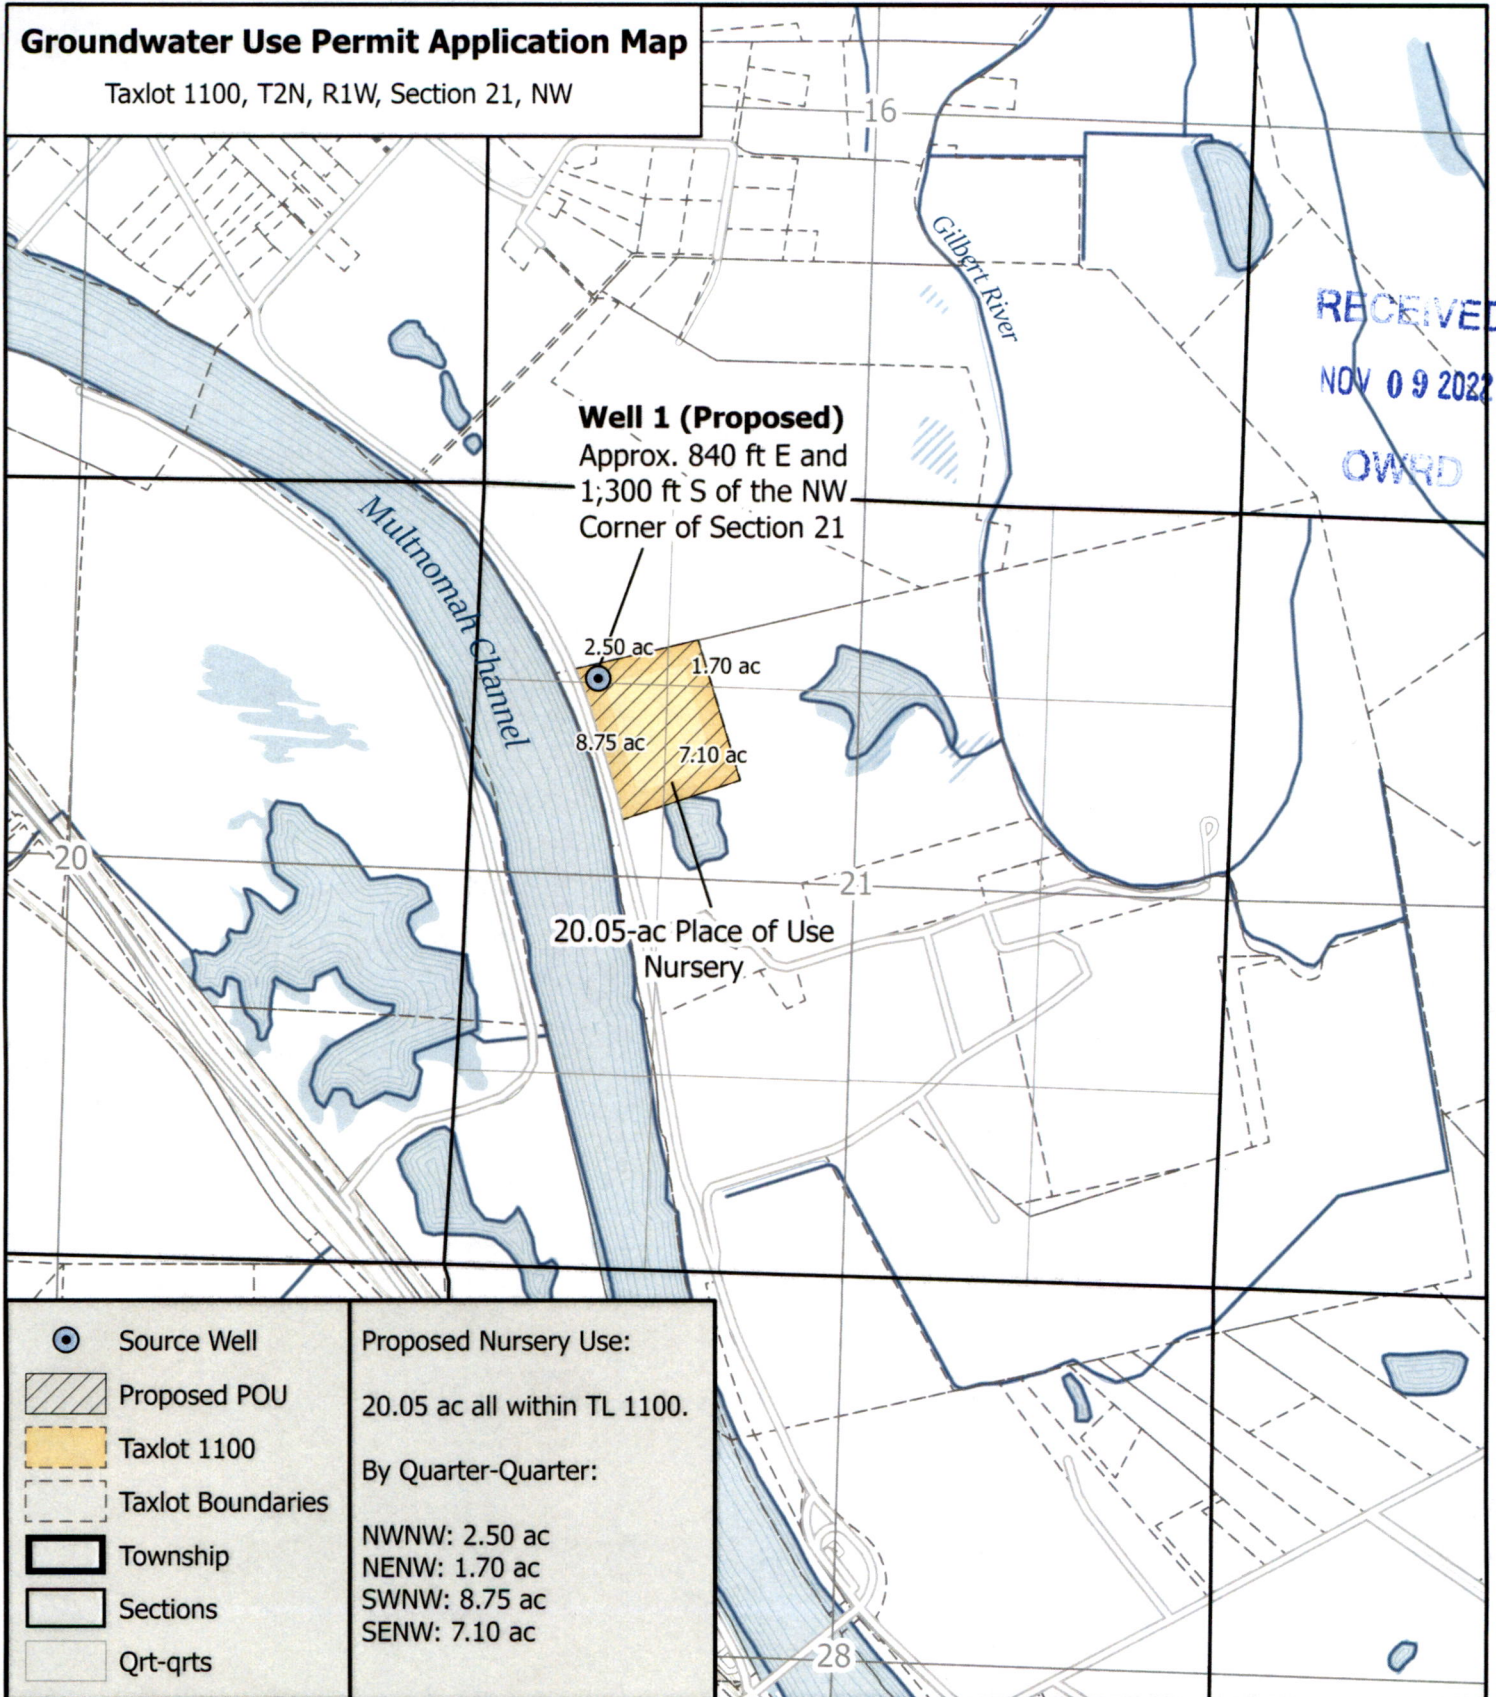 Groundwater Use Permit Application Map
Taxlot 1100, T2N, R1W, Section 21, NW
16
Gilbert River
RECEIVED
NOV 09 2022
OWRD
Well 1 (Proposed)
Approx. 840 ft E and
1,300 ft S of the NW
Corner of Section 21
Multnomah Channel
2.50 ac
1.70 ac
8.75 ac
7.10 ac
20
21
20.05-ac Place of Use
Nursery
28
Source Well
Proposed POU
Taxlot 1100
Taxlot Boundaries
Township
Sections
Qrt-qrts
Proposed Nursery Use:
20.05 ac all within TL 1100.
By Quarter-Quarter:
NWNW: 2.50 ac
NENW: 1.70 ac
SWNW: 8.75 ac
SENW: 7.10 ac